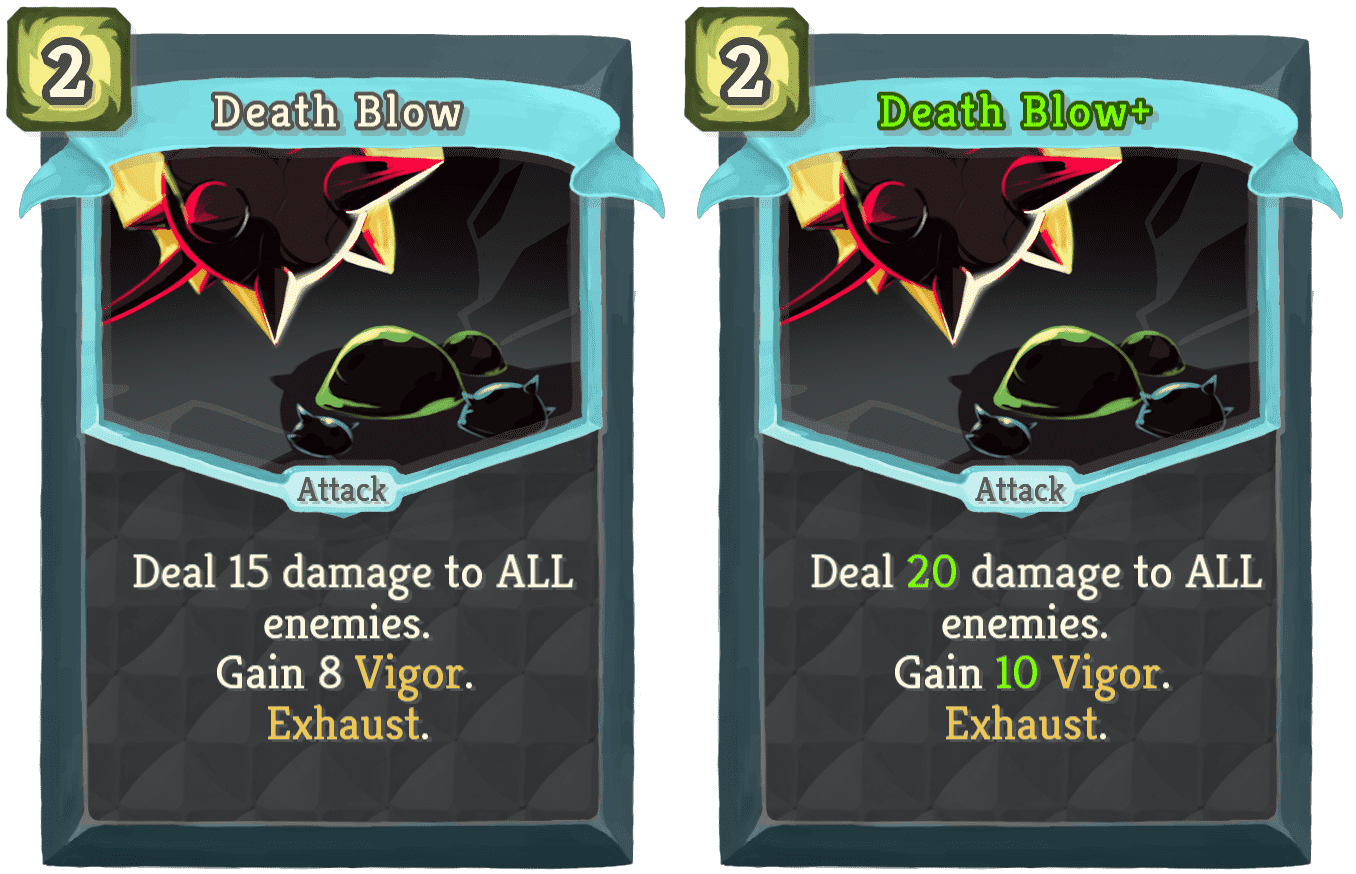 2
Death Blow
Attack
Deal 15 damage to ALL
enemies.
Gain 8 Vigor.
Exhaust.
2
Death Blow+
Attack
Deal 20 damage to ALL
enemies.
Gain 10 Vigor.
Exhaust.